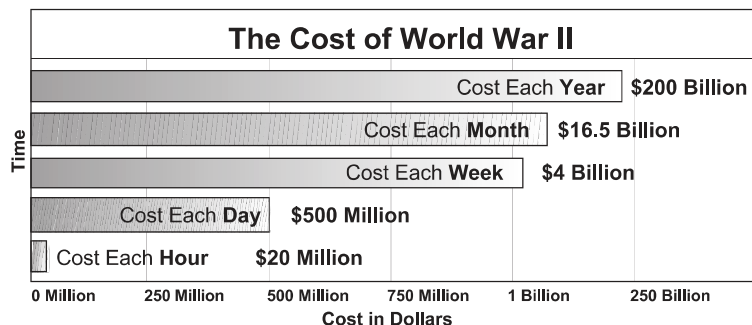 The Cost of World War II
Cost Each Year $200 Billion
Cost Each Month $16.5 Billion
Cost Each Week $4 Billion
Cost Each Day $500 Million
Cost Each Hour $20 Million
Time
0 Million 250 Million 500 Million 750 Million 1 Billion 250 Billion
Cost in Dollars